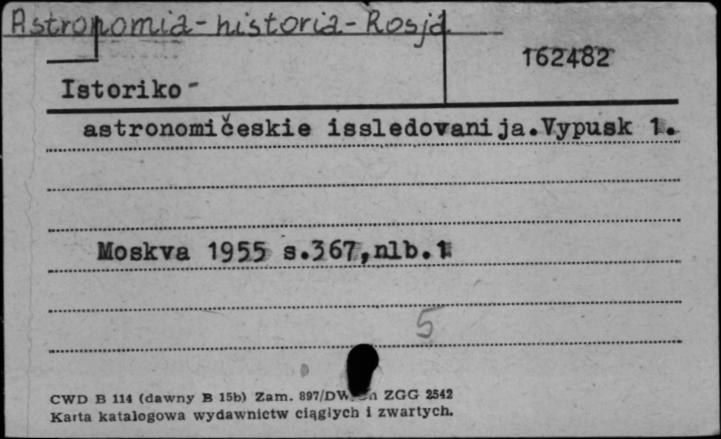 Astronomia - historia - Rosja
162482
Istoriko-
astronomičeskie issledovanija. Vypusk 1.
Moskva 1955 s.367, nlb.1
5
CWD B 114 (dawny B 15b) Zam. 897/DW. ZGG 2542
Karta katalogowa wydawnictw ciągłych i zwartych.